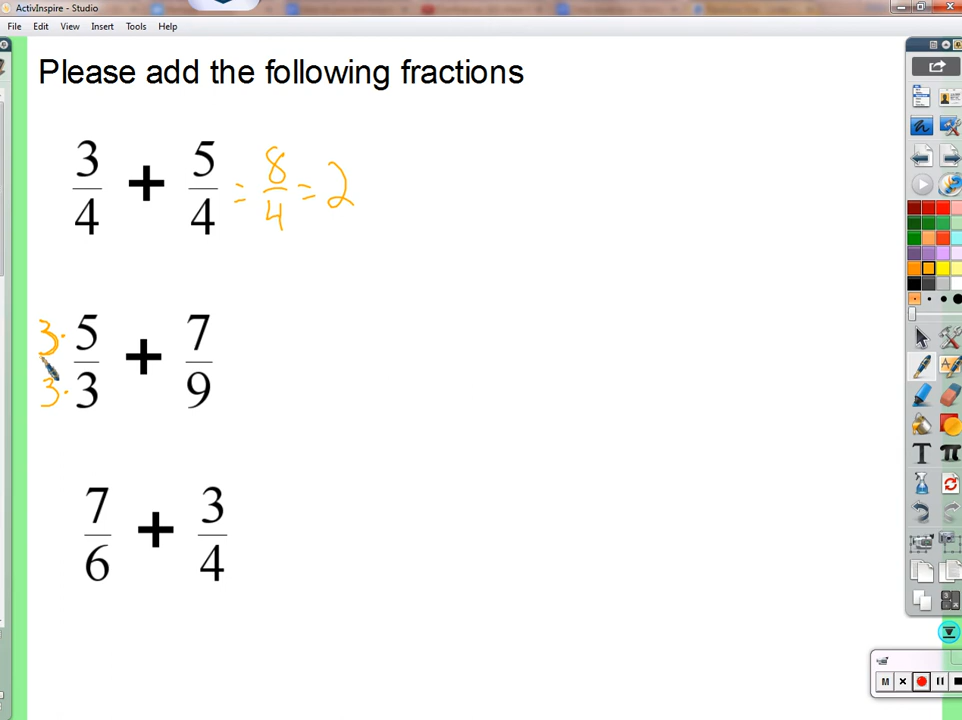 ActivInspire - Studio
File Edit View Insert Tools Help
Please add the following fractions
3/4 + 5/4 = 8/4 = 2
3· 5/3· 3 + 7/9
7/6 + 3/4
T π
M